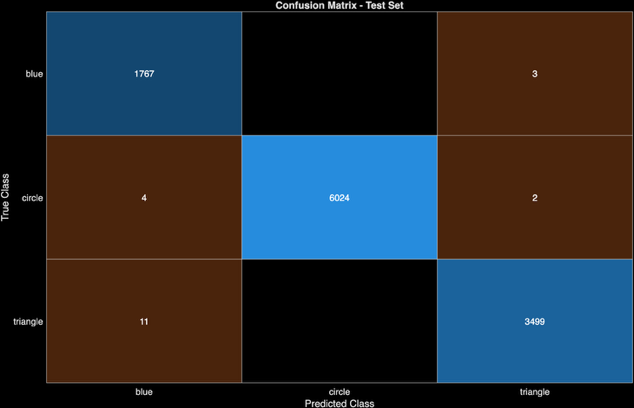 Confusion Matrix - Test Set
blue 1767 3
circle 4 6024 2
triangle 11 3499
blue circle triangle
Predicted Class
True Class